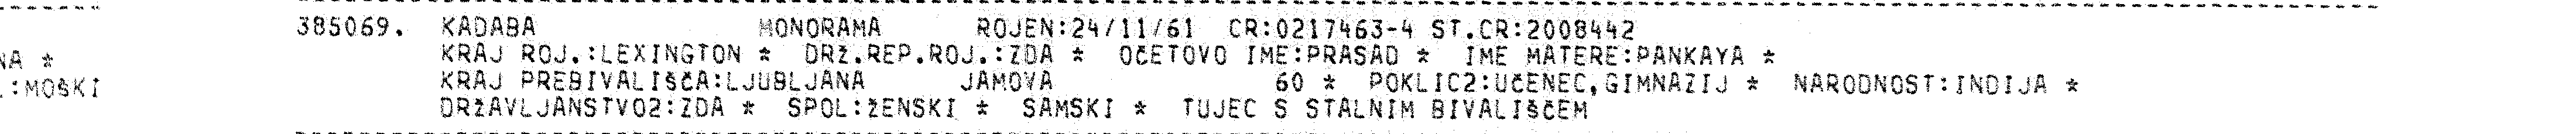 385069. KADABA MONORAMA ROJEN:24/11/61 CR:0217463-4 ST.CR:2008442
NA * KRAJ ROJ.:LEXINGTON * DRŽ.REP.ROJ.:ZDA * OČETOVO IME:PRASAD * IME MATERE:PANKAYA *
.:MOŠKI KRAJ PREBIVALIŠČA:LJUBLJANA JAMOVA 60 * POKLIC2:UČENEC,GIMNAZIJ * NARODNOST:INDIJA *
DRŽAVLJANSTVO2:ZDA * SPOL:ŽENSKI * SAMSKI * TUJEC S STALNIM BIVALIŠČEM